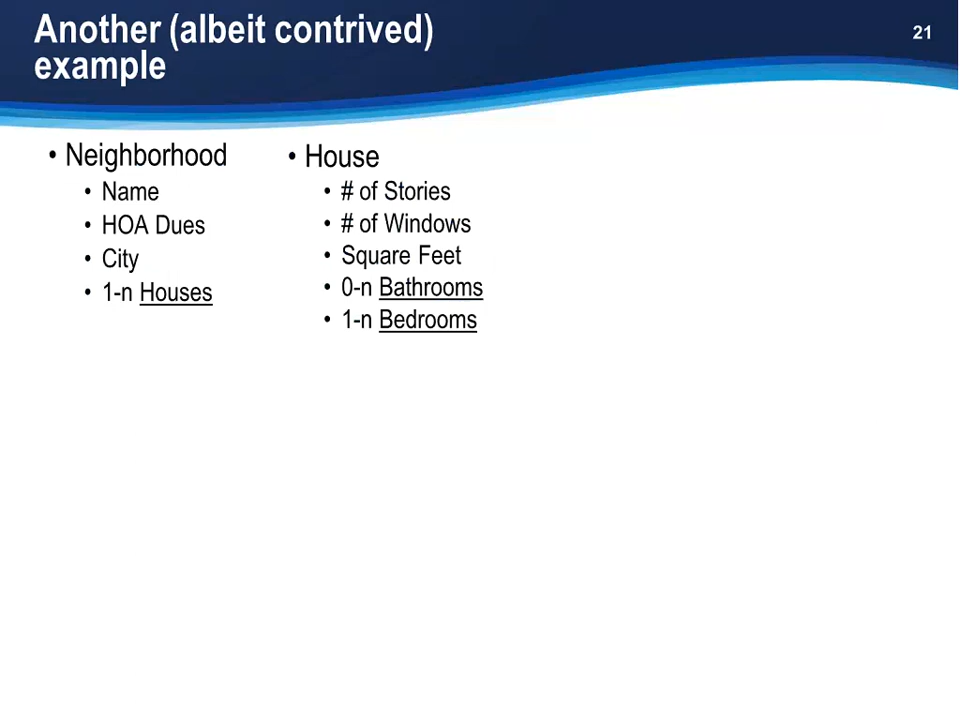 Another (albeit contrived)
example
21
• Neighborhood
• Name
• HOA Dues
• City
• 1-n Houses
• House
• # of Stories
• # of Windows
• Square Feet
• 0-n Bathrooms
• 1-n Bedrooms